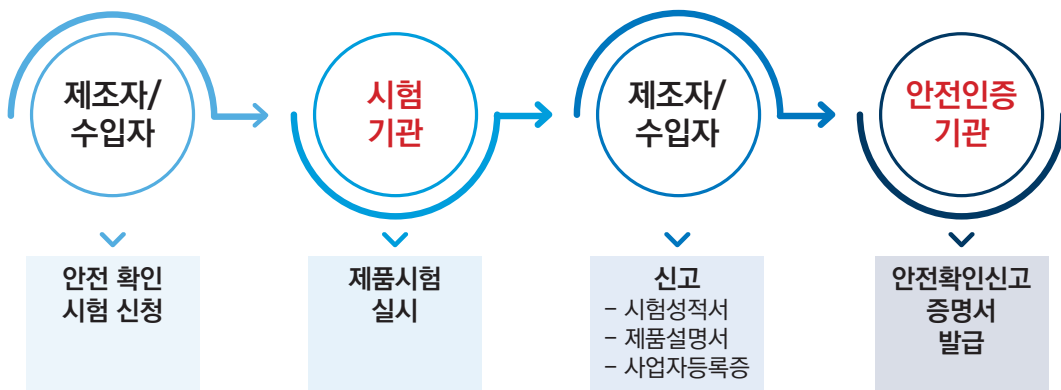 제조자/
수입자
시험
기관
제조자/
수입자
안전인증
기관
안전 확인
시험 신청
제품시험
실시
신고
– 시험성적서
– 제품설명서
– 사업자등록증
안전확인신고
증명서
발급